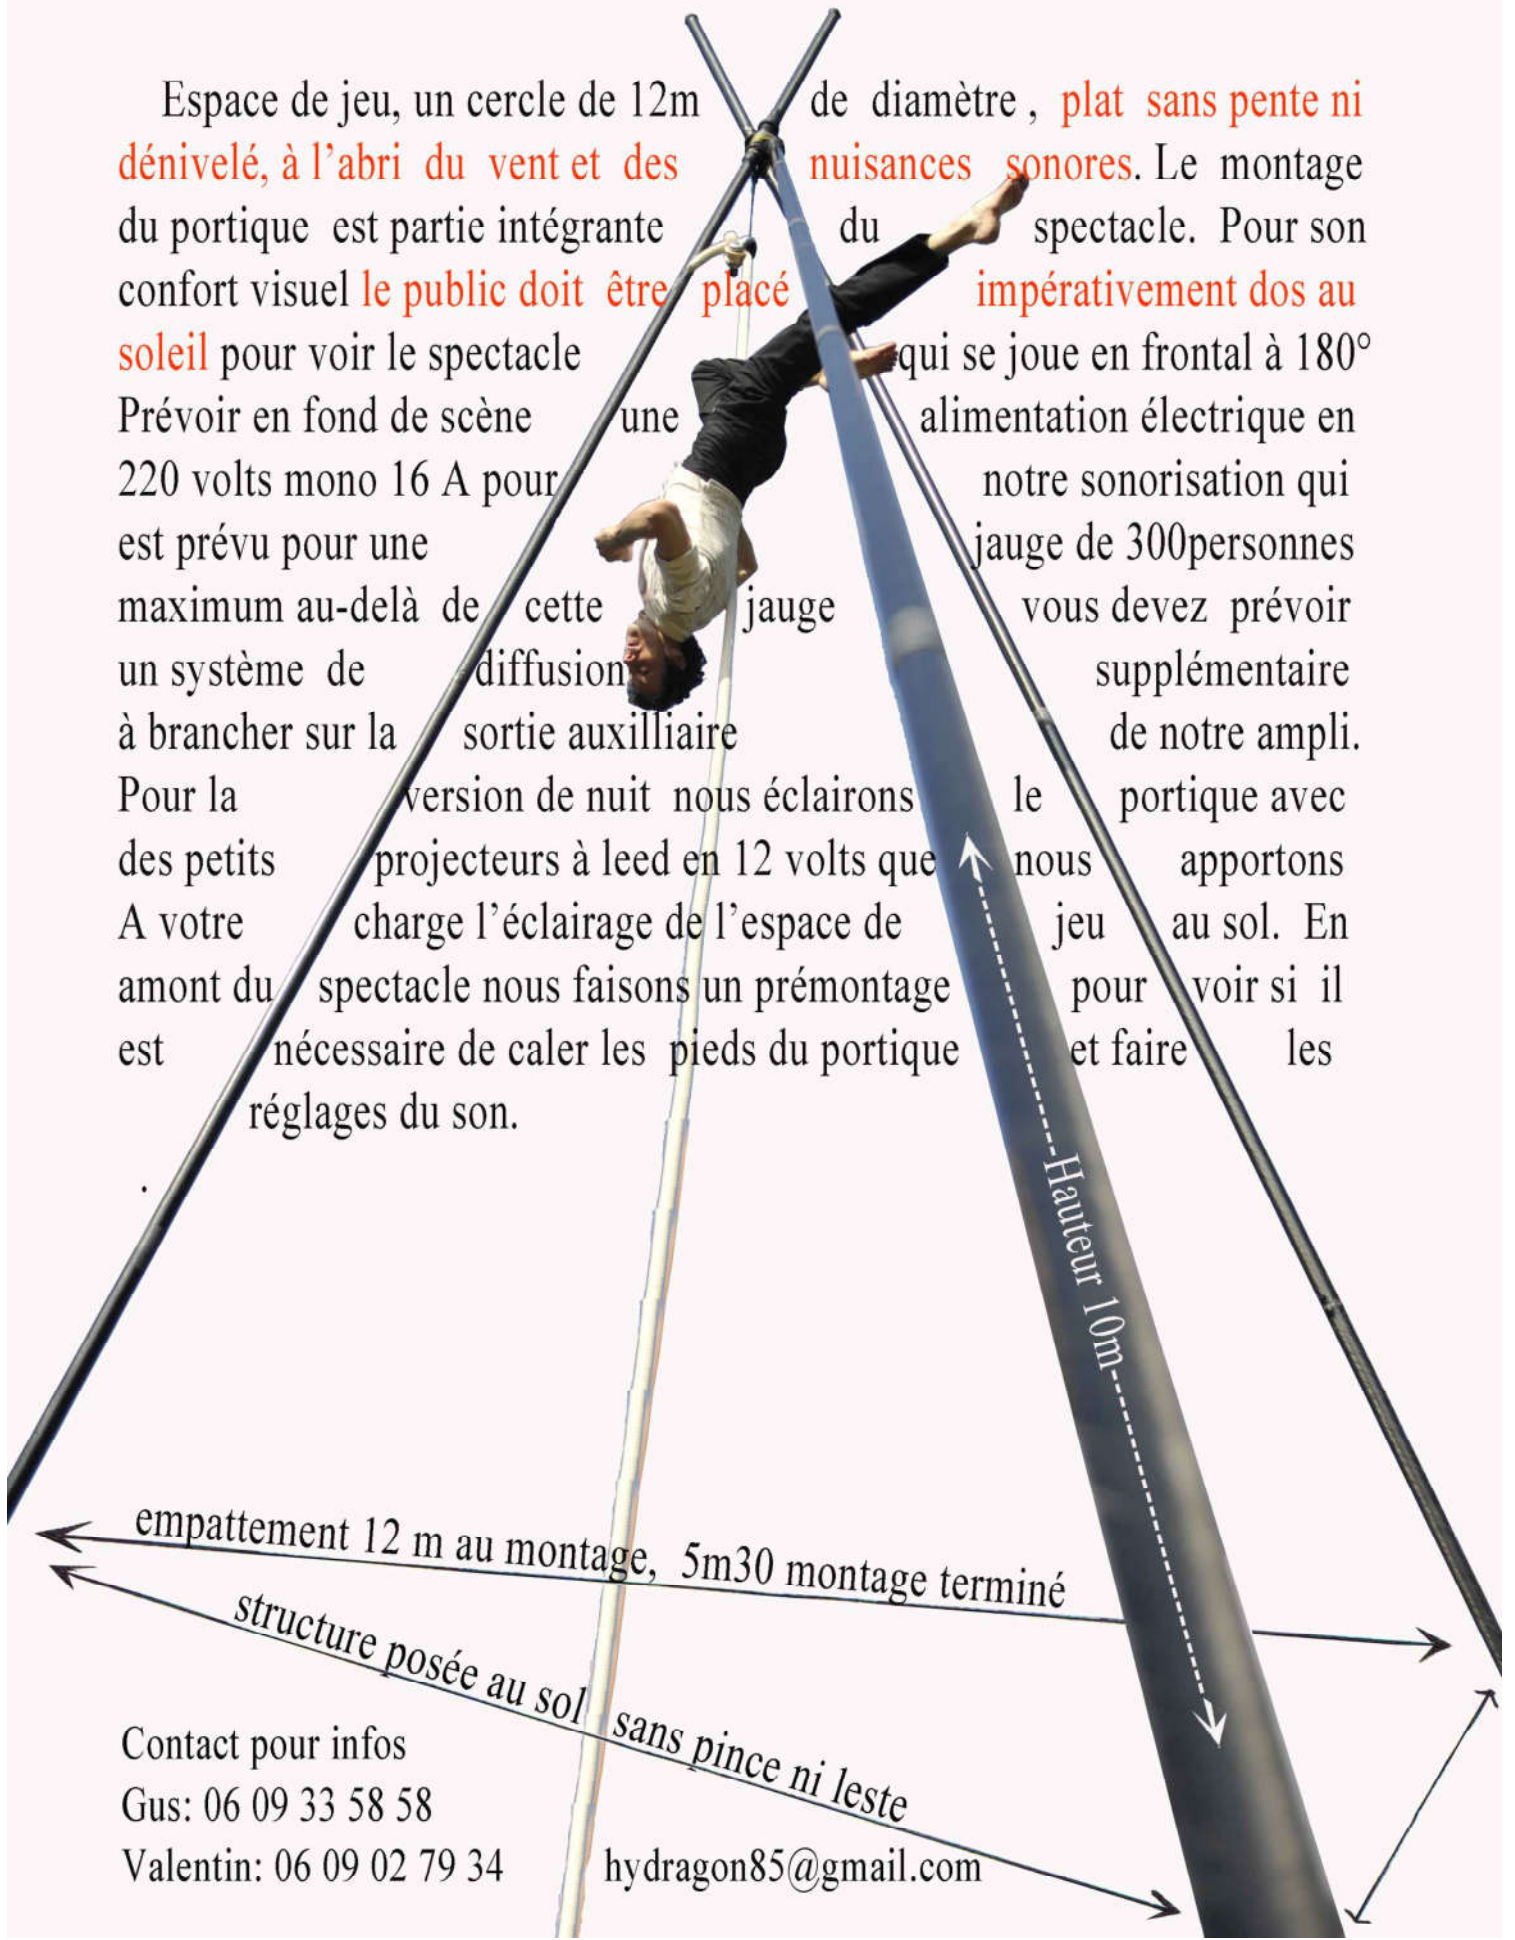 Espace de jeu, un cercle de 12m de diamètre , plat sans pente ni
dénivelé, à l’abri du vent et des nuisances sonores. Le montage
du portique est partie intégrante du spectacle. Pour son
confort visuel le public doit être placé impérativement dos au
soleil pour voir le spectacle qui se joue en frontal à 180°
Prévoir en fond de scène une alimentation électrique en
220 volts mono 16 A pour notre sonorisation qui
est prévu pour une jauge de 300personnes
maximum au-delà de cette jauge vous devez prévoir
un système de diffusion supplémentaire
à brancher sur la sortie auxilliaire de notre ampli.
Pour la version de nuit nous éclairons le portique avec
des petits projecteurs à leed en 12 volts que nous apportons
A votre charge l’éclairage de l’espace de jeu au sol. En
amont du spectacle nous faisons un prémontage pour voir si il
est nécessaire de caler les pieds du portique et faire les
réglages du son.
.
Hauteur 10m
empattement 12 m au montage, 5m30 montage terminé
structure posée au sol sans pince ni leste
Contact pour infos
Gus: 06 09 33 58 58
Valentin: 06 09 02 79 34 hydragon85@gmail.com